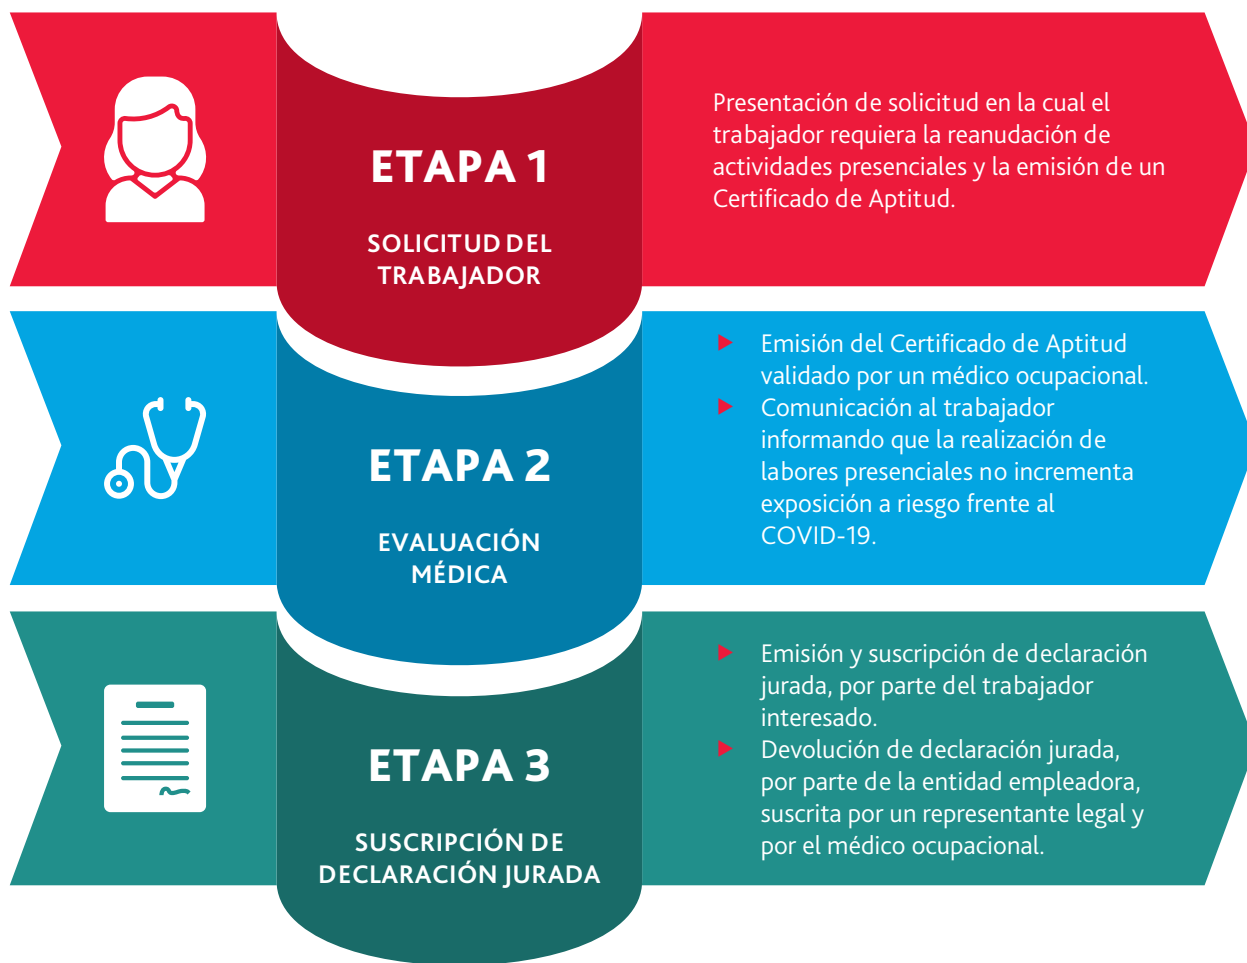 ETAPA 1
SOLICITUD DEL
TRABAJADOR
Presentación de solicitud en la cual el
trabajador requiera la reanudación de
actividades presenciales y la emisión de un
Certificado de Aptitud.
ETAPA 2
EVALUACIÓN
MÉDICA
Emisión del Certificado de Aptitud
validado por un médico ocupacional.
Comunicación al trabajador
informando que la realización de
labores presenciales no incrementa
exposición a riesgo frente al
COVID-19.
ETAPA 3
SUSCRIPCIÓN DE
DECLARACIÓN JURADA
Emisión y suscripción de declaración
jurada, por parte del trabajador
interesado.
Devolución de declaración jurada,
por parte de la entidad empleadora,
suscrita por un representante legal y
por el médico ocupacional.